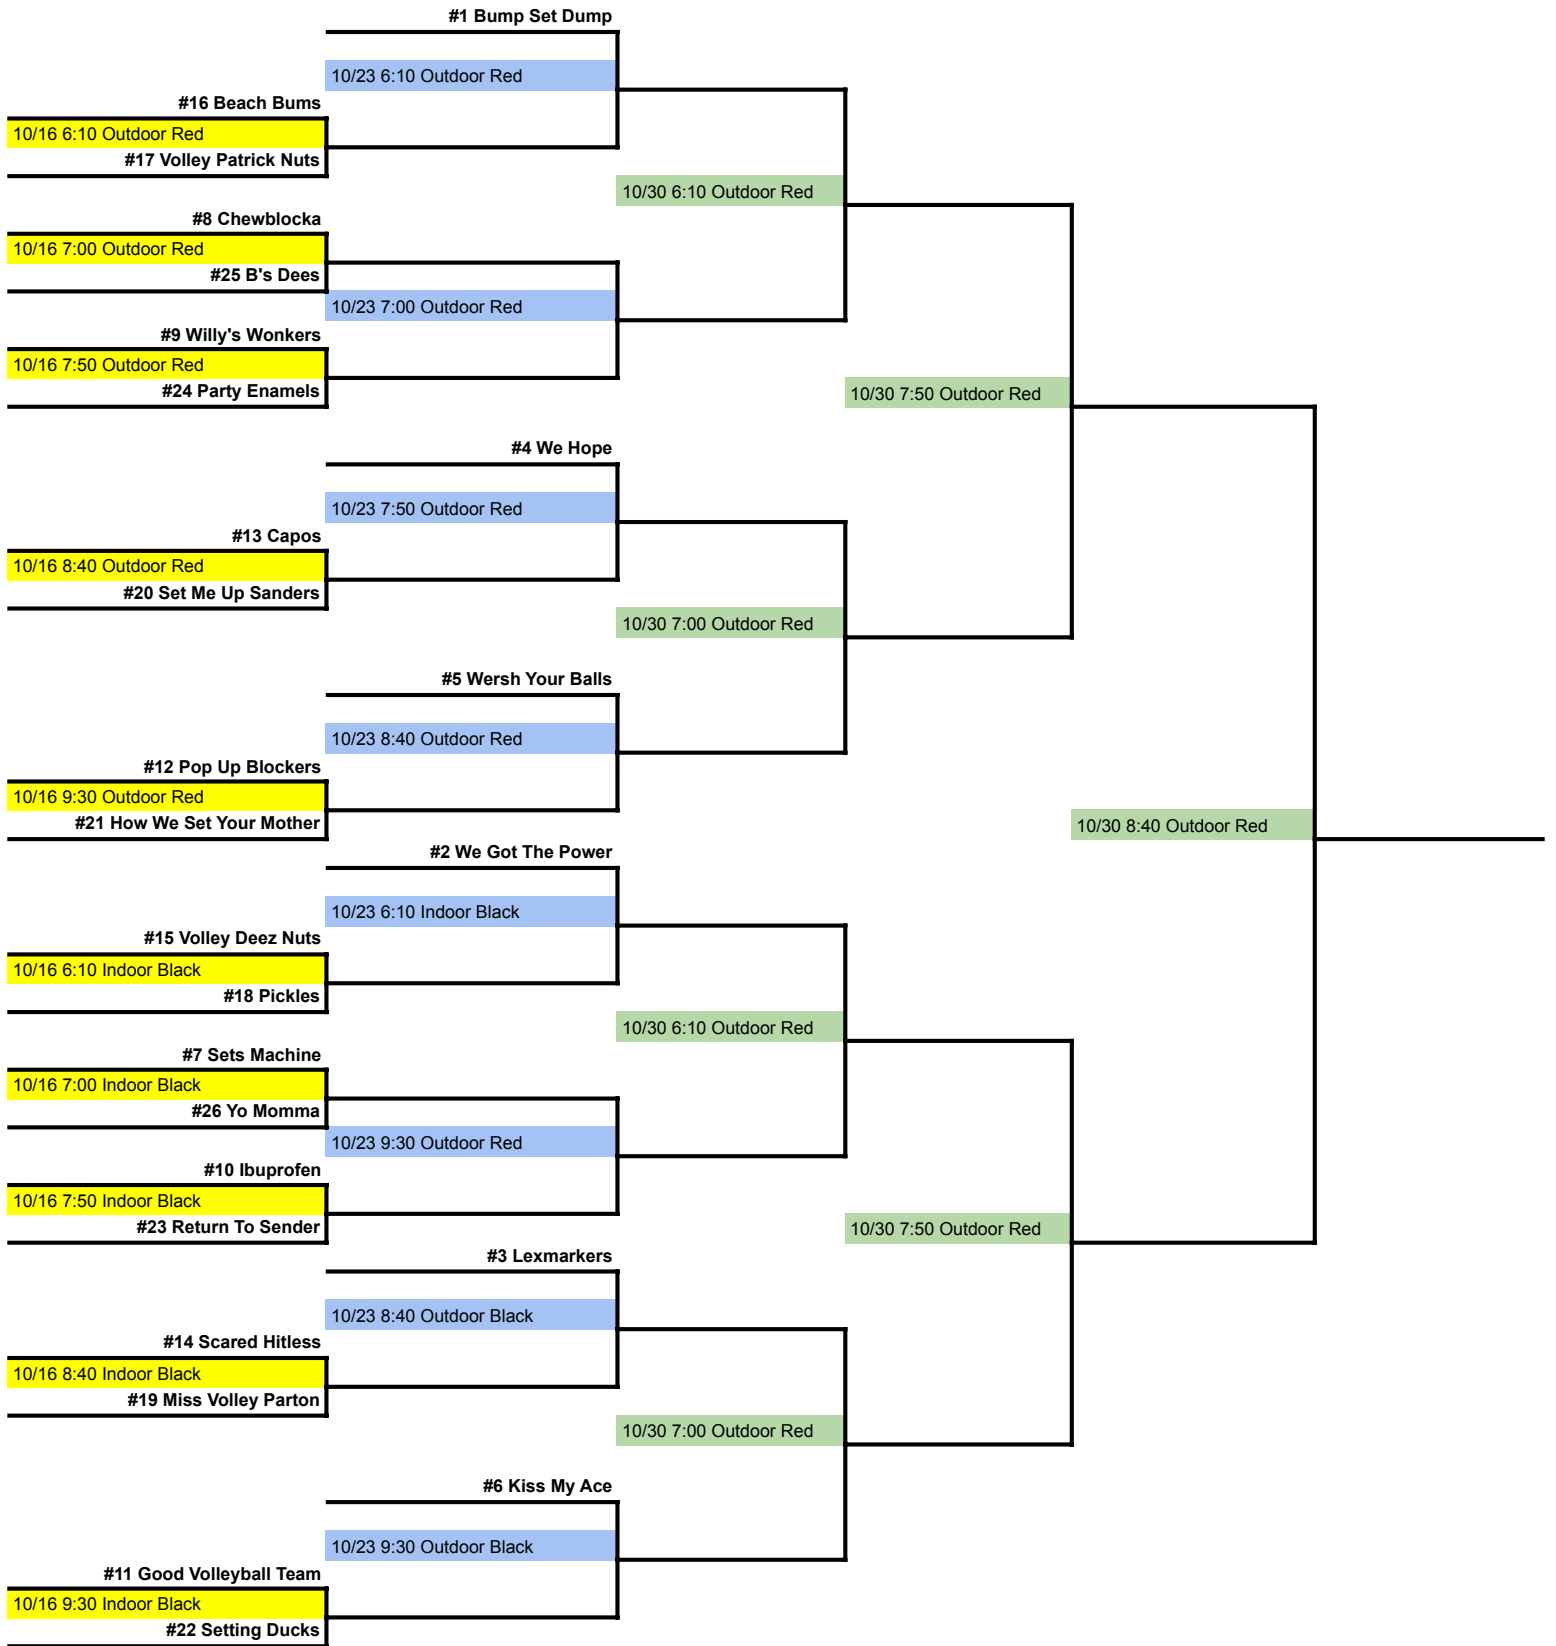 #1 Bump Set Dump
10/23 6:10 Outdoor Red
#16 Beach Bums
10/16 6:10 Outdoor Red
#17 Volley Patrick Nuts
10/30 6:10 Outdoor Red
#8 Chewblocka
10/16 7:00 Outdoor Red
#25 B's Dees
10/23 7:00 Outdoor Red
#9 Willy's Wonkers
10/16 7:50 Outdoor Red
#24 Party Enamels
10/30 7:50 Outdoor Red
#4 We Hope
10/23 7:50 Outdoor Red
#13 Capos
10/16 8:40 Outdoor Red
#20 Set Me Up Sanders
10/30 7:00 Outdoor Red
#5 Wersh Your Balls
10/23 8:40 Outdoor Red
#12 Pop Up Blockers
10/16 9:30 Outdoor Red
#21 How We Set Your Mother
10/30 8:40 Outdoor Red
#2 We Got The Power
10/23 6:10 Indoor Black
#15 Volley Deez Nuts
10/16 6:10 Indoor Black
#18 Pickles
10/30 6:10 Outdoor Red
#7 Sets Machine
10/16 7:00 Indoor Black
#26 Yo Momma
10/23 9:30 Outdoor Red
#10 Ibuprofen
10/16 7:50 Indoor Black
#23 Return To Sender
10/30 7:50 Outdoor Red
#3 Lexmarkers
10/23 8:40 Outdoor Black
#14 Scared Hitless
10/16 8:40 Indoor Black
#19 Miss Volley Parton
10/30 7:00 Outdoor Red
#6 Kiss My Ace
10/23 9:30 Outdoor Black
#11 Good Volleyball Team
10/16 9:30 Indoor Black
#22 Setting Ducks